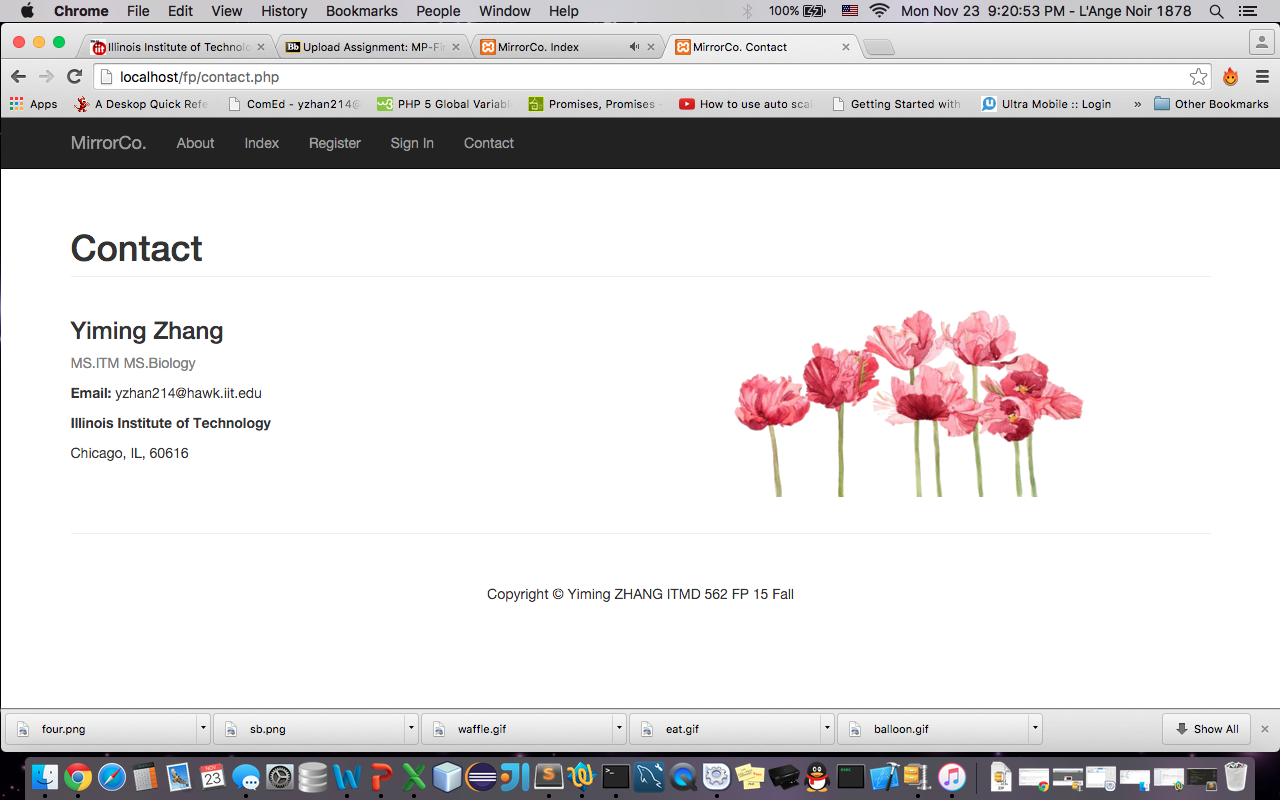 Chrome File Edit View History Bookmarks People Window Help 100% Mon Nov 23 9:20:53 PM - L'Ange Noir 1878
Illinois Institute of Technolo Bb Upload Assignment: MP-Fi MirrorCo. Index MirrorCo. Contact
localhost/fp/contact.php
Apps A Deskop Quick Refe ComEd - yzhan214@ PHP 5 Global Variabl Promises, Promises - How to use auto scal Getting Started with Ultra Mobile :: Login » Other Bookmarks
MirrorCo. About Index Register Sign In Contact
Contact
Yiming Zhang
MS.ITM MS.Biology
Email: yzhan214@hawk.iit.edu
Illinois Institute of Technology
Chicago, IL, 60616
Copyright © Yiming ZHANG ITMD 562 FP 15 Fall
four.png sb.png waffle.gif eat.gif balloon.gif Show All
NOV
23